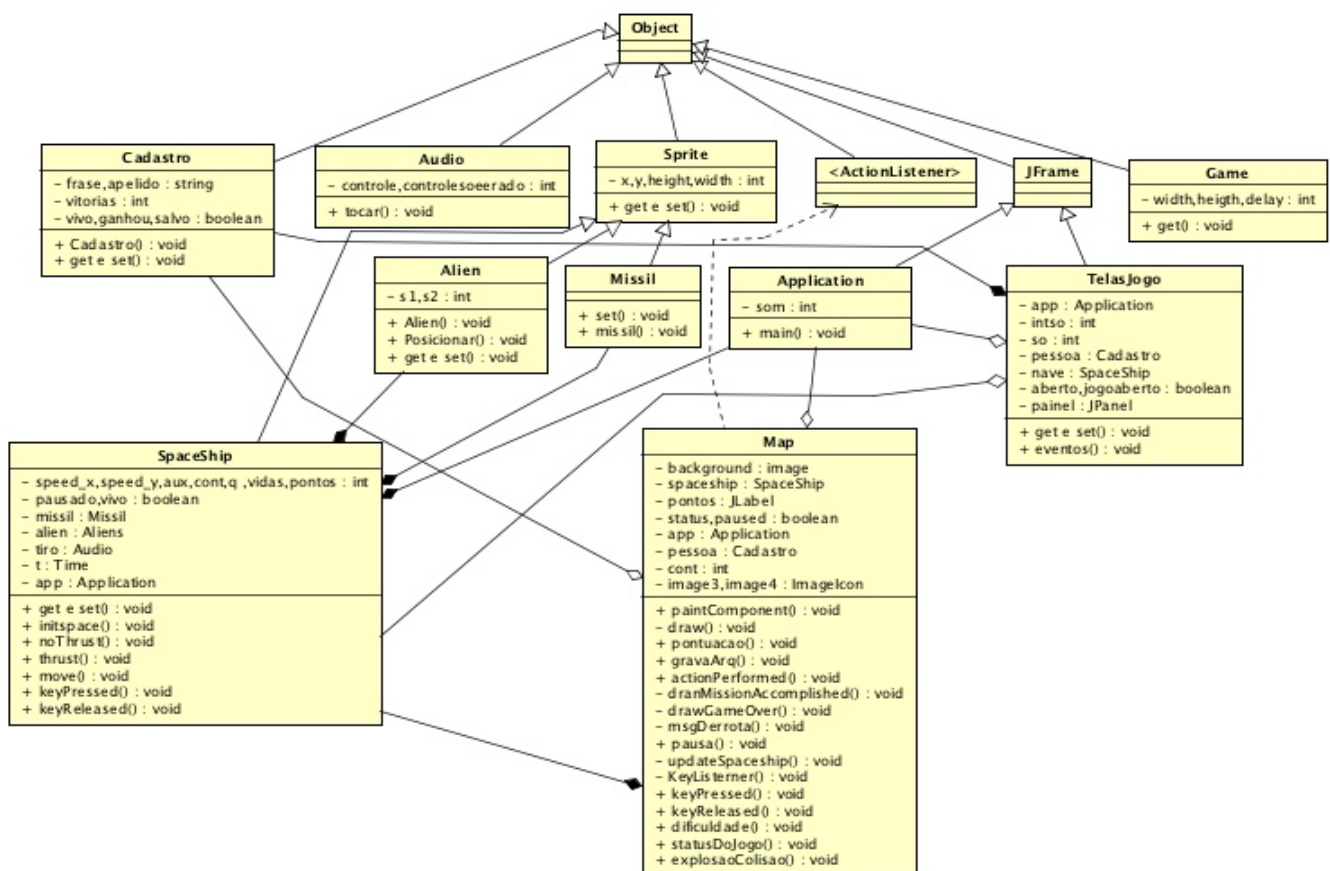 Object
Cadastro
- frase,apelido : string
- vitorias : int
- vivo,ganhou,salvo : boolean
+ Cadastro() : void
+ get e set() : void
Audio
- controle,controlesoeerado : int
+ tocar() : void
Sprite
- x,y,height,width : int
+ get e set() : void
<ActionListener>
JFrame
Game
- width,heigth,delay : int
+ get() : void
Alien
- s1,s2 : int
+ Alien() : void
+ Posicionar() : void
+ get e set() : void
Missil
+ set() : void
+ missil() : void
Application
- som : int
+ main() : void
TelasJogo
- app : Application
- intso : int
- so : int
- pessoa : Cadastro
- nave : SpaceShip
- aberto,jogoaberto : boolean
- painel : JPanel
+ get e set() : void
+ eventos() : void
SpaceShip
- speed_x,speed_y,aux,cont,q ,vidas,pontos : int
- pausado,vivo : boolean
- missil : Missil
- alien : Aliens
- tiro : Audio
- t : Time
- app : Application
+ get e set() : void
+ initspace() : void
+ noThrust() : void
+ thrust() : void
+ move() : void
+ keyPressed() : void
+ keyReleased() : void
Map
- background : image
- spaceship : SpaceShip
- pontos : JLabel
- status,paused : boolean
- app : Application
- pessoa : Cadastro
- cont : int
- image3,image4 : ImageIcon
+ paintComponent() : void
- draw() : void
+ pontuacao() : void
+ gravaArq() : void
+ actionPerformed() : void
- dranMissionAccomplished() : void
- drawGameOver() : void
- msgDerrota() : void
+ pausa() : void
- updateSpaceship() : void
- KeyListerner() : void
+ keyPressed() : void
+ keyReleased() : void
+ dificuldade() : void
+ statusDoJogo() : void
+ explosaoColisao() : void